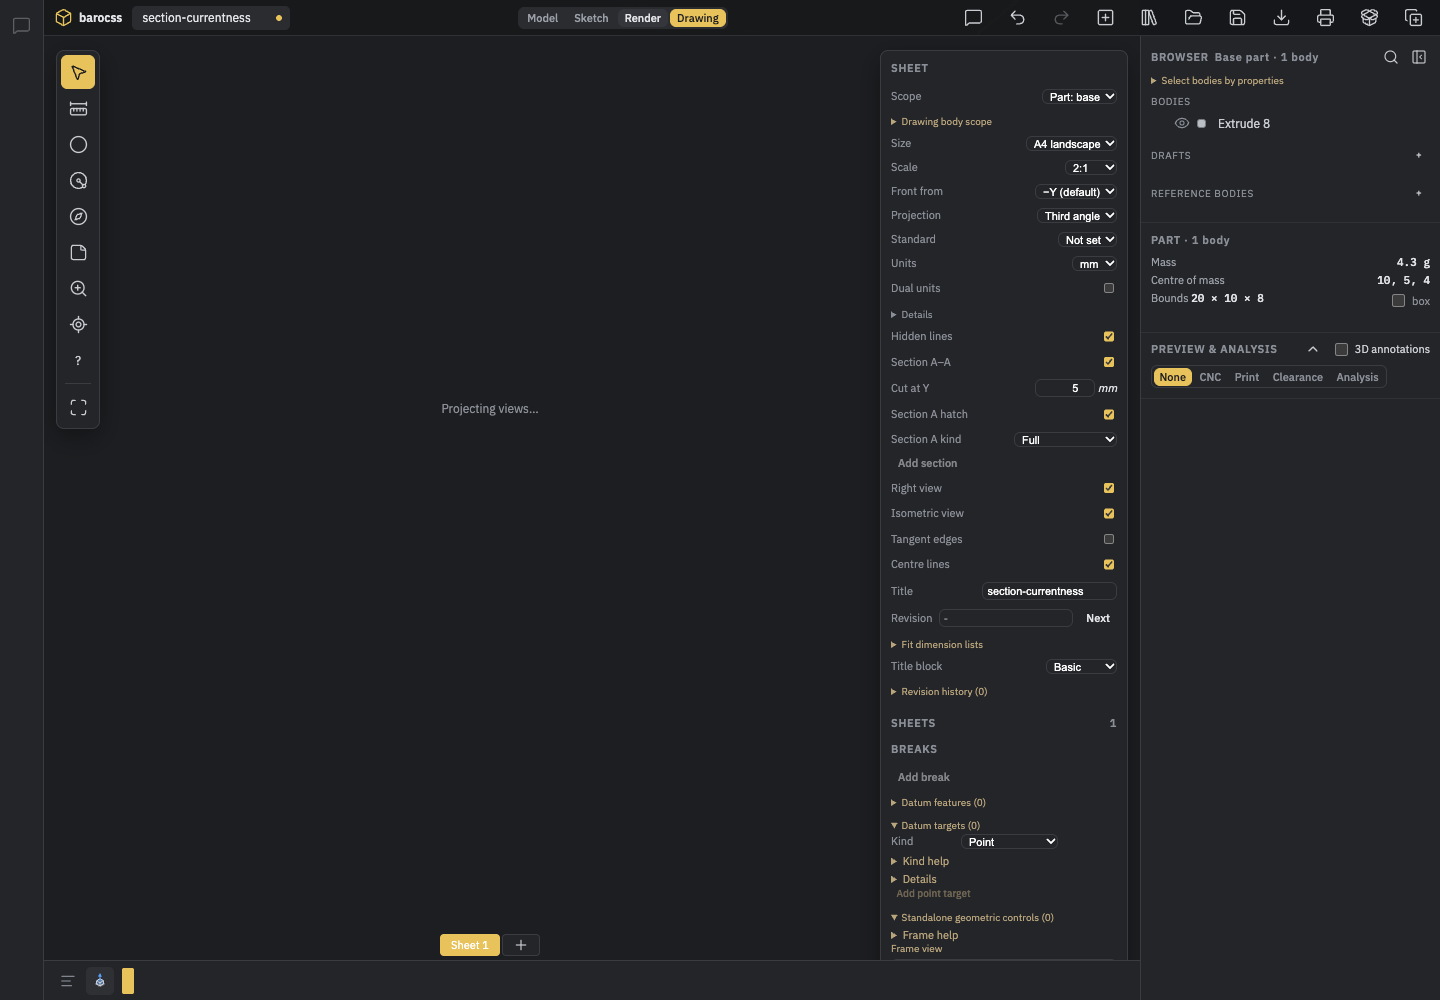 barocss
section-currentness
Model Sketch Render Drawing
SHEET
Scope Part: base
Drawing body scope
Size A4 landscape
Scale 2:1
Front from −Y (default)
Projection Third angle
Standard Not set
Units mm
Dual units
Details
Hidden lines
Section A–A
Cut at Y 5 mm
Section A hatch
Section A kind Full
Add section
Right view
Isometric view
Tangent edges
Centre lines
Title section-currentness
Revision - Next
Fit dimension lists
Title block Basic
Revision history (0)
SHEETS 1
BREAKS
Add break
Datum features (0)
Datum targets (0)
Kind Point
Kind help
Details
Add point target
Standalone geometric controls (0)
Frame help
Frame view
?
Projecting views…
Sheet 1 +
BROWSER Base part · 1 body
Select bodies by properties
BODIES
Extrude 8
DRAFTS +
REFERENCE BODIES +
PART · 1 body
Mass 4.3 g
Centre of mass 10, 5, 4
Bounds 20 × 10 × 8 box
PREVIEW & ANALYSIS 3D annotations
None CNC Print Clearance Analysis